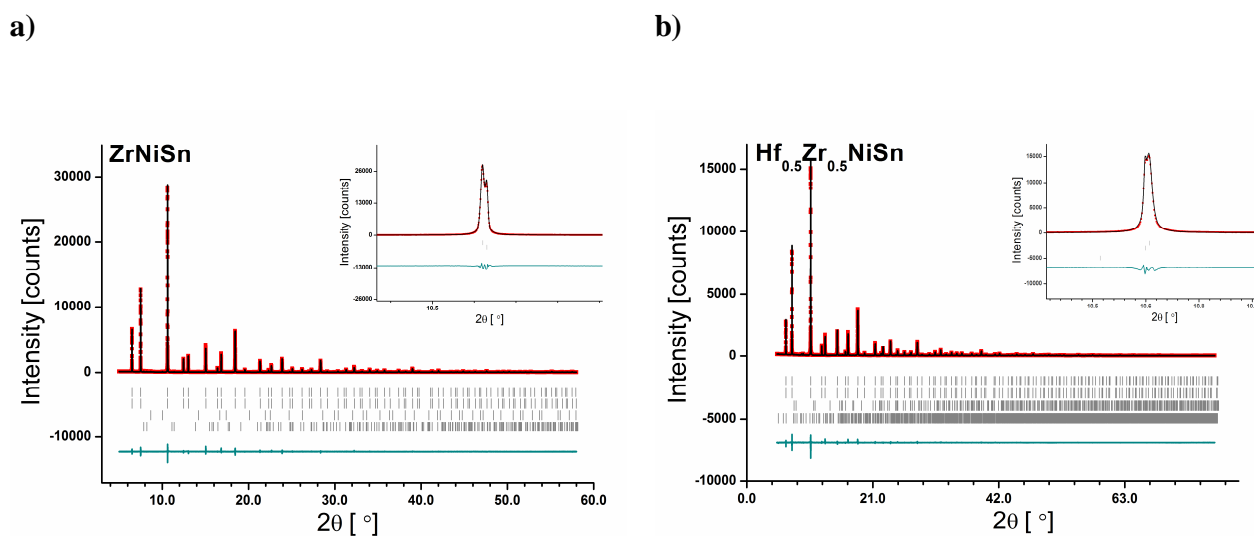 a)
b)
ZrNiSn
Hf0.5Zr0.5NiSn
Intensity [counts]
30000
20000
10000
0
-10000
10.0
20.0
30.0
40.0
50.0
60.0
2θ [ °]
Intensity [counts]
26000
13000
0
-13000
-26000
10.5
2θ [ °]
Intensity [counts]
15000
10000
5000
0
-5000
-10000
0.0
21.0
42.0
63.0
2θ [ °]
Intensity [counts]
15000
10000
5000
0
-5000
-10000
2θ [ °]